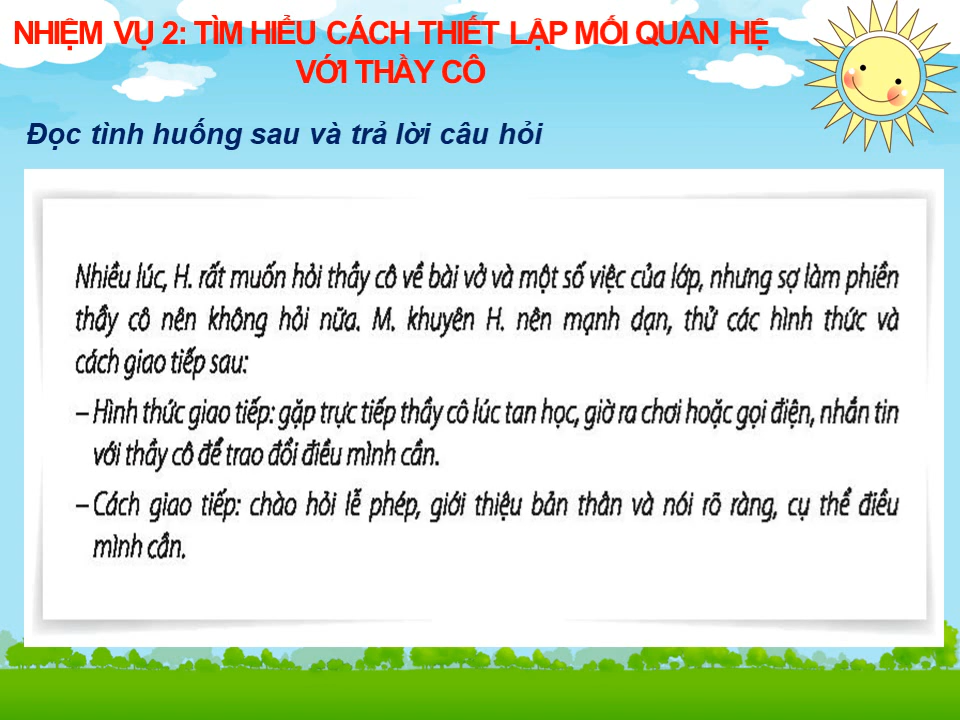 NHIỆM VỤ 2: TÌM HIỂU CÁCH THIẾT LẬP MỐI QUAN HỆ
VỚI THẦY CÔ
Đọc tình huống sau và trả lời câu hỏi
Nhiều lúc, H. rất muốn hỏi thầy cô về bài vở và một số việc của lớp, nhưng sợ làm phiền
thầy cô nên không hỏi nữa. M. khuyên H. nên mạnh dạn, thử các hình thức và
cách giao tiếp sau:
– Hình thức giao tiếp: gặp trực tiếp thầy cô lúc tan học, giờ ra chơi hoặc gọi điện, nhắn tin
với thầy cô để trao đổi điều mình cần.
– Cách giao tiếp: chào hỏi lễ phép, giới thiệu bản thân và nói rõ ràng, cụ thể điều
mình cần.